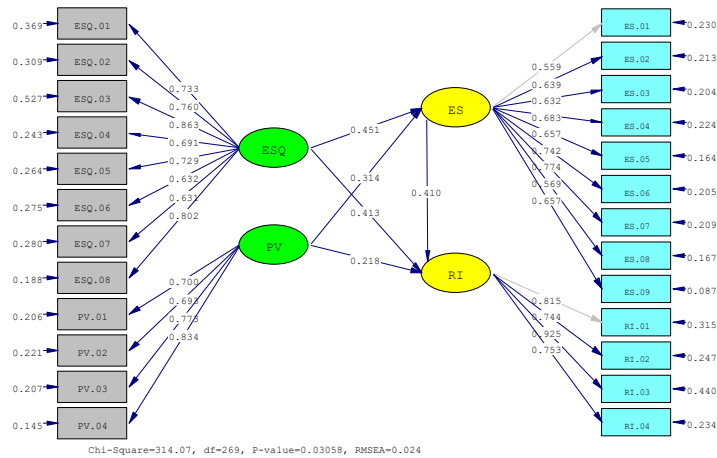 0.369 ESQ.01
0.309 ESQ.02
0.527 ESQ.03
0.243 ESQ.04
0.264 ESQ.05
0.275 ESQ.06
0.280 ESQ.07
0.188 ESQ.08
0.206 PV.01
0.221 PV.02
0.207 PV.03
0.145 PV.04
0.733
0.760
0.863
0.691
0.729
0.632
0.631
0.802
0.700
0.693
0.773
0.834
ESQ
PV
0.451
0.314
0.413
0.218
0.410
ES
RI
0.559
0.639
0.632
0.683
0.657
0.742
0.774
0.569
0.657
0.815
0.744
0.925
0.753
ES.01 0.230
ES.02 0.213
ES.03 0.204
ES.04 0.224
ES.05 0.164
ES.06 0.205
ES.07 0.209
ES.08 0.167
ES.09 0.087
RI.01 0.315
RI.02 0.247
RI.03 0.440
RI.04 0.234
Chi-Square=314.07, df=269, P-value=0.03058, RMSEA=0.024